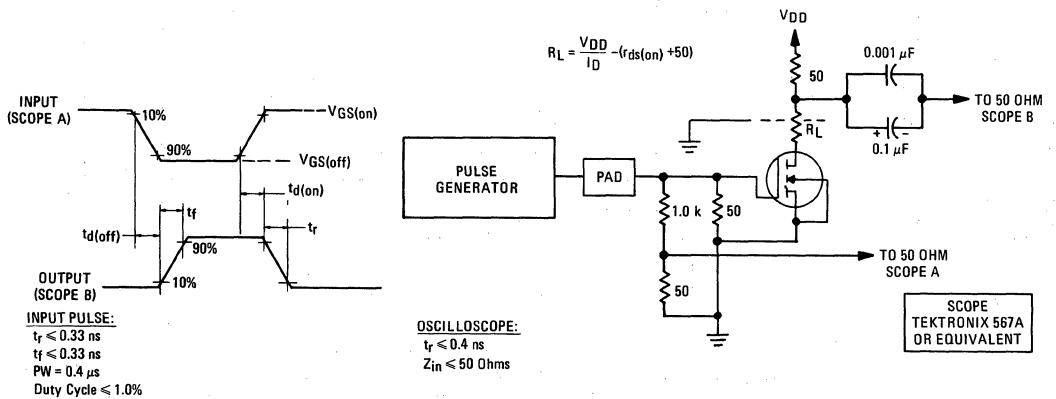 INPUT
(SCOPE A)
10%
90%
VGS(on)
VGS(off)
td(on)
tf
tr
td(off)
90%
10%
OUTPUT
(SCOPE B)
INPUT PULSE:
tr ⩽ 0.33 ns
tf ⩽ 0.33 ns
PW = 0.4 μs
Duty Cycle ⩽ 1.0%
RL = VDD/ID -(rds(on) +50)
VDD
50
0.001 μF
TO 50 OHM
SCOPE B
+ -
0.1 μF
RL
PULSE
GENERATOR
PAD
1.0 k
50
TO 50 OHM
SCOPE A
50
OSCILLOSCOPE:
tr ⩽ 0.4 ns
Zin ⩽ 50 Ohms
SCOPE
TEKTRONIX 567A
OR EQUIVALENT